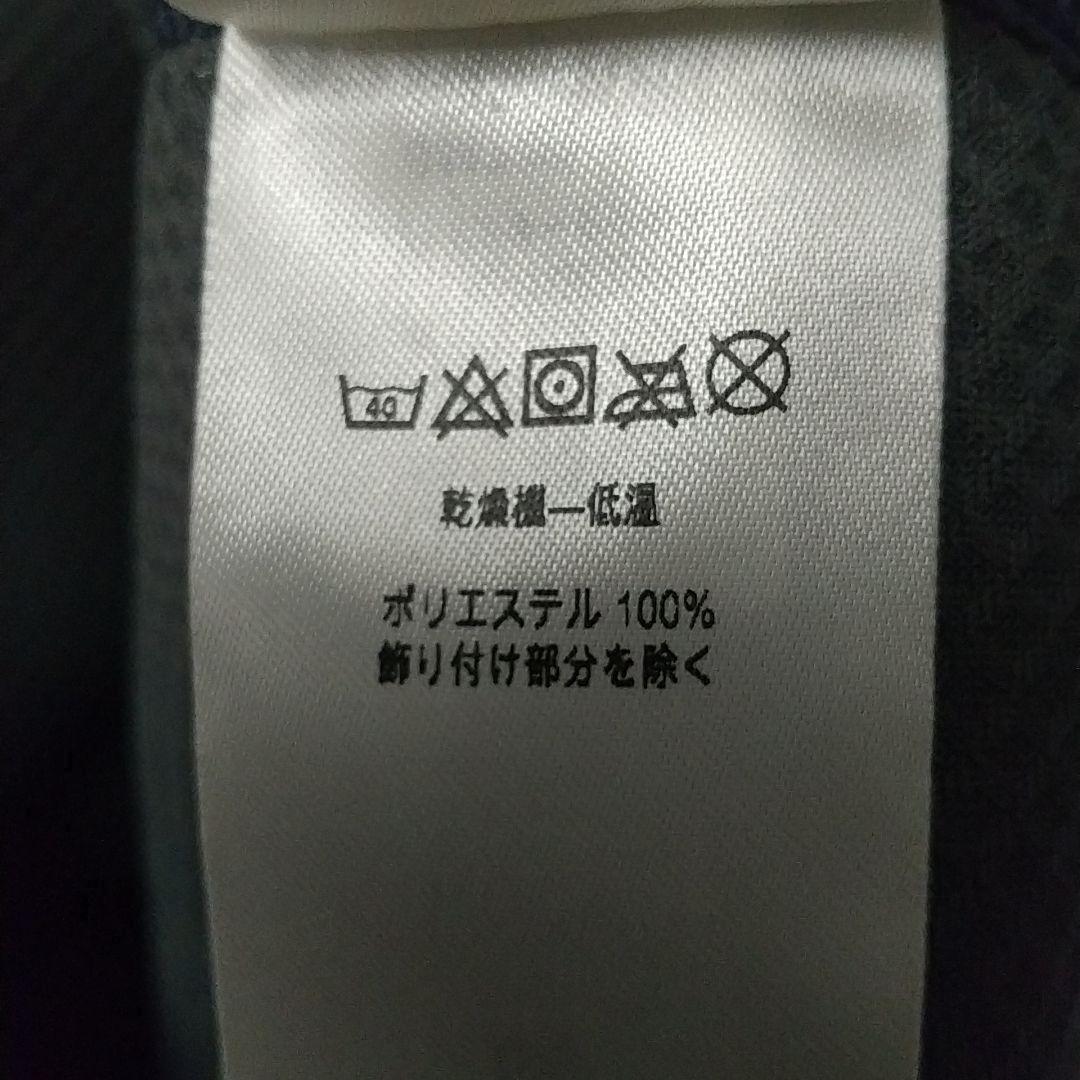 40
乾燥機—低温
ポリエステル 100%
飾り付け部分を除く